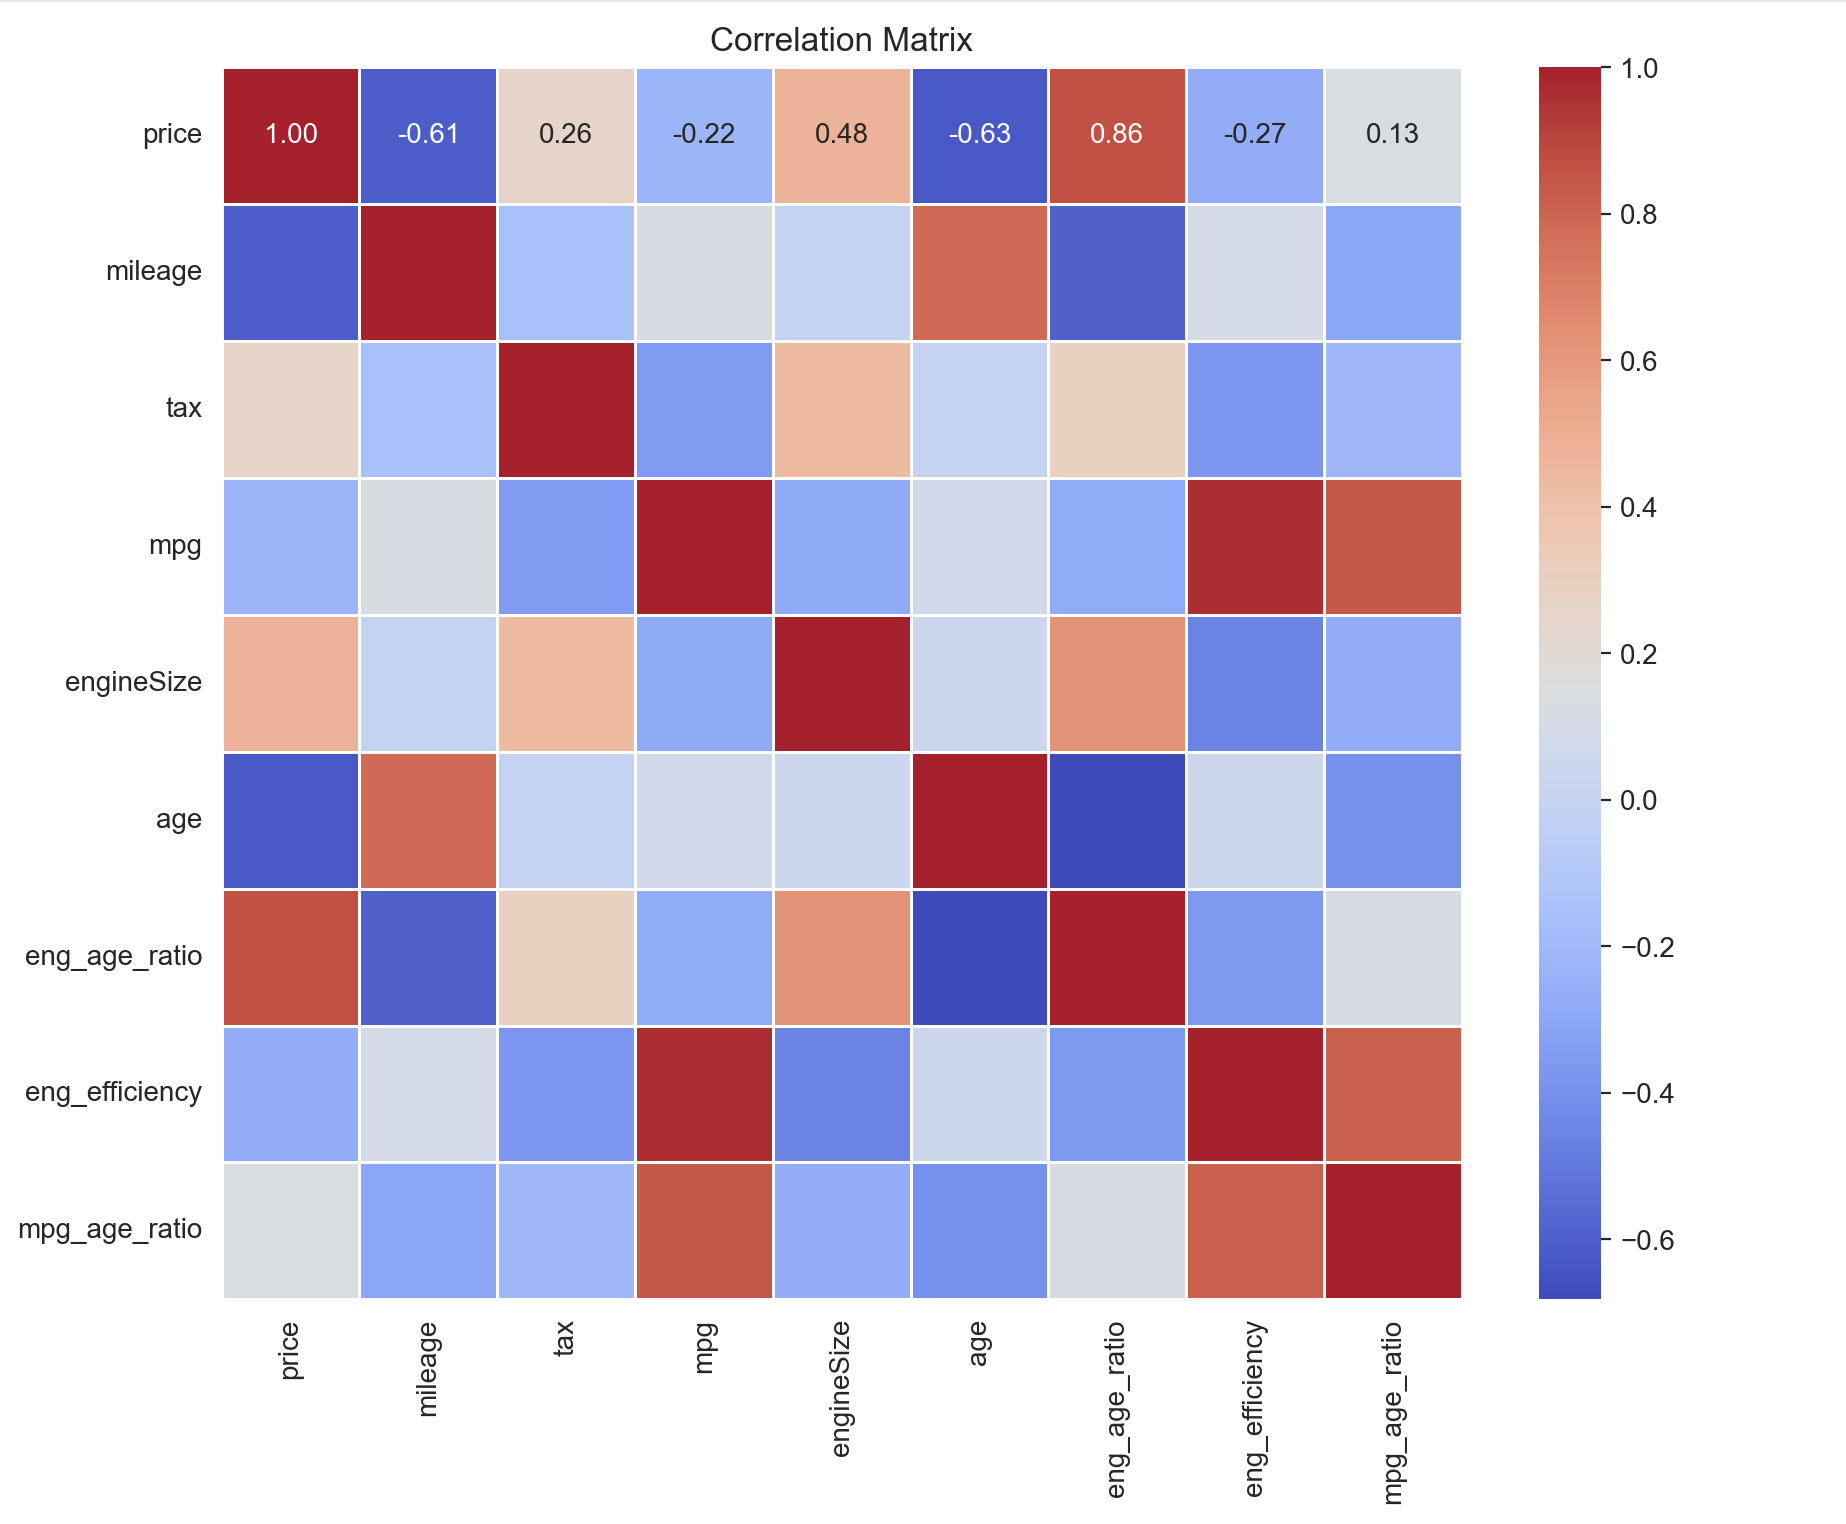 Correlation Matrix
price
1.00
-0.61
0.26
-0.22
0.48
-0.63
0.86
-0.27
0.13
mileage
tax
mpg
engineSize
age
eng_age_ratio
eng_efficiency
mpg_age_ratio
price
mileage
tax
mpg
engineSize
age
eng_age_ratio
eng_efficiency
mpg_age_ratio
1.0
0.8
0.6
0.4
0.2
0.0
−0.2
−0.4
−0.6